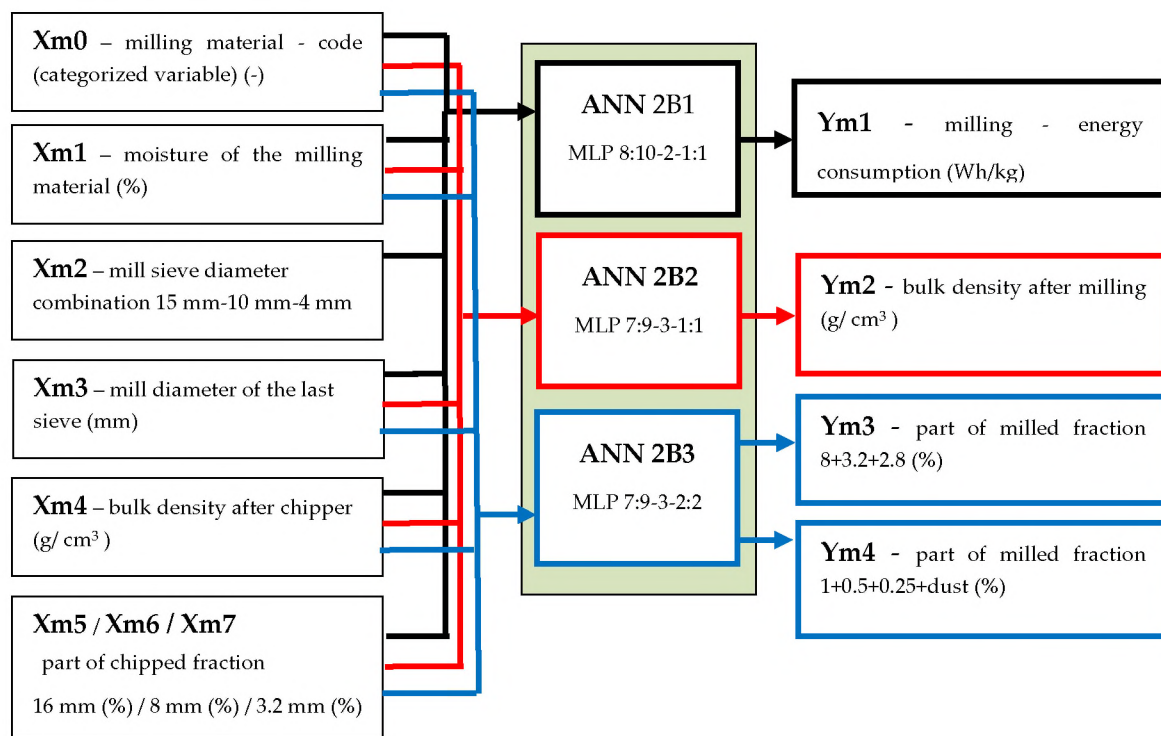 Xm0 – milling material - code
(categorized variable) (-)
Xm1 – moisture of the milling
material (%)
Xm2 – mill sieve diameter
combination 15 mm-10 mm-4 mm
Xm3 – mill diameter of the last
sieve (mm)
Xm4 – bulk density after chipper
(g/ cm³ )
Xm5 / Xm6 / Xm7
part of chipped fraction
16 mm (%) / 8 mm (%) / 3.2 mm (%)
ANN 2B1
MLP 8:10-2-1:1
ANN 2B2
MLP 7:9-3-1:1
ANN 2B3
MLP 7:9-3-2:2
Ym1 - milling - energy
consumption (Wh/kg)
Ym2 - bulk density after milling
(g/ cm³ )
Ym3 - part of milled fraction
8+3.2+2.8 (%)
Ym4 - part of milled fraction
1+0.5+0.25+dust (%)